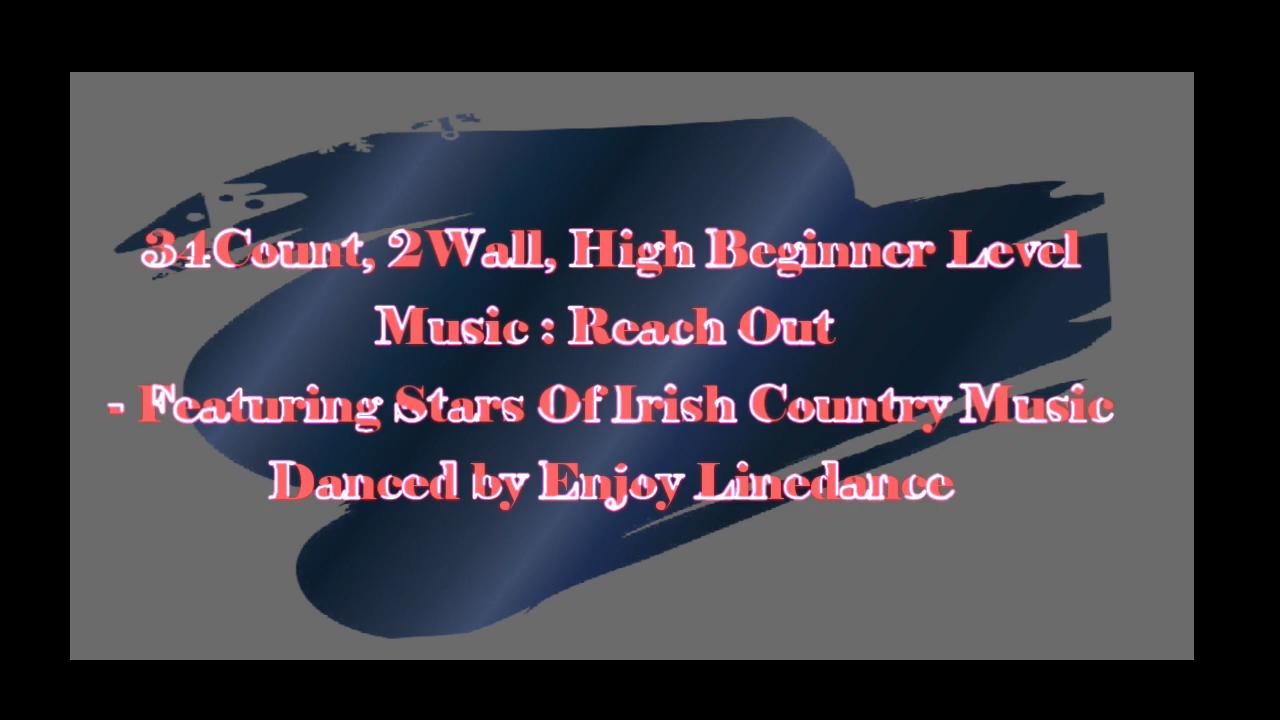 34Count, 2Wall, High Beginner Level
Music : Reach Out
- Featuring Stars Of Irish Country Music
Danced by Enjoy Linedance